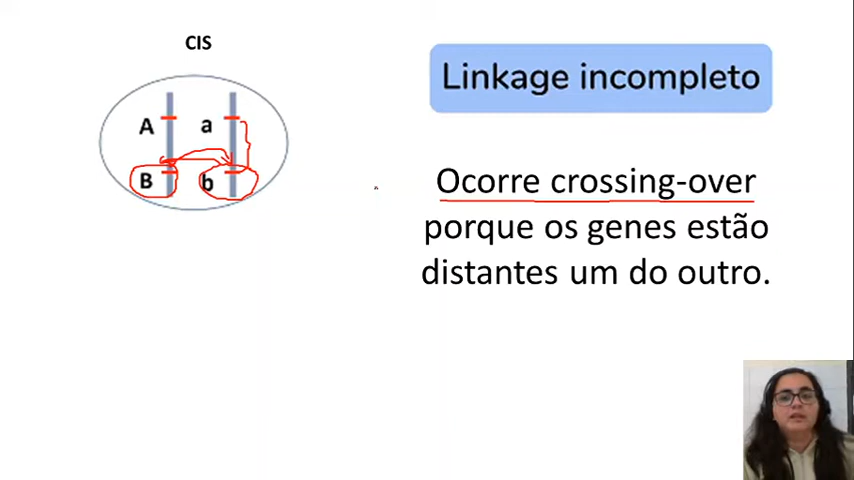 CIS
A a
B b
Linkage incompleto
Ocorre crossing-over
porque os genes estão
distantes um do outro.